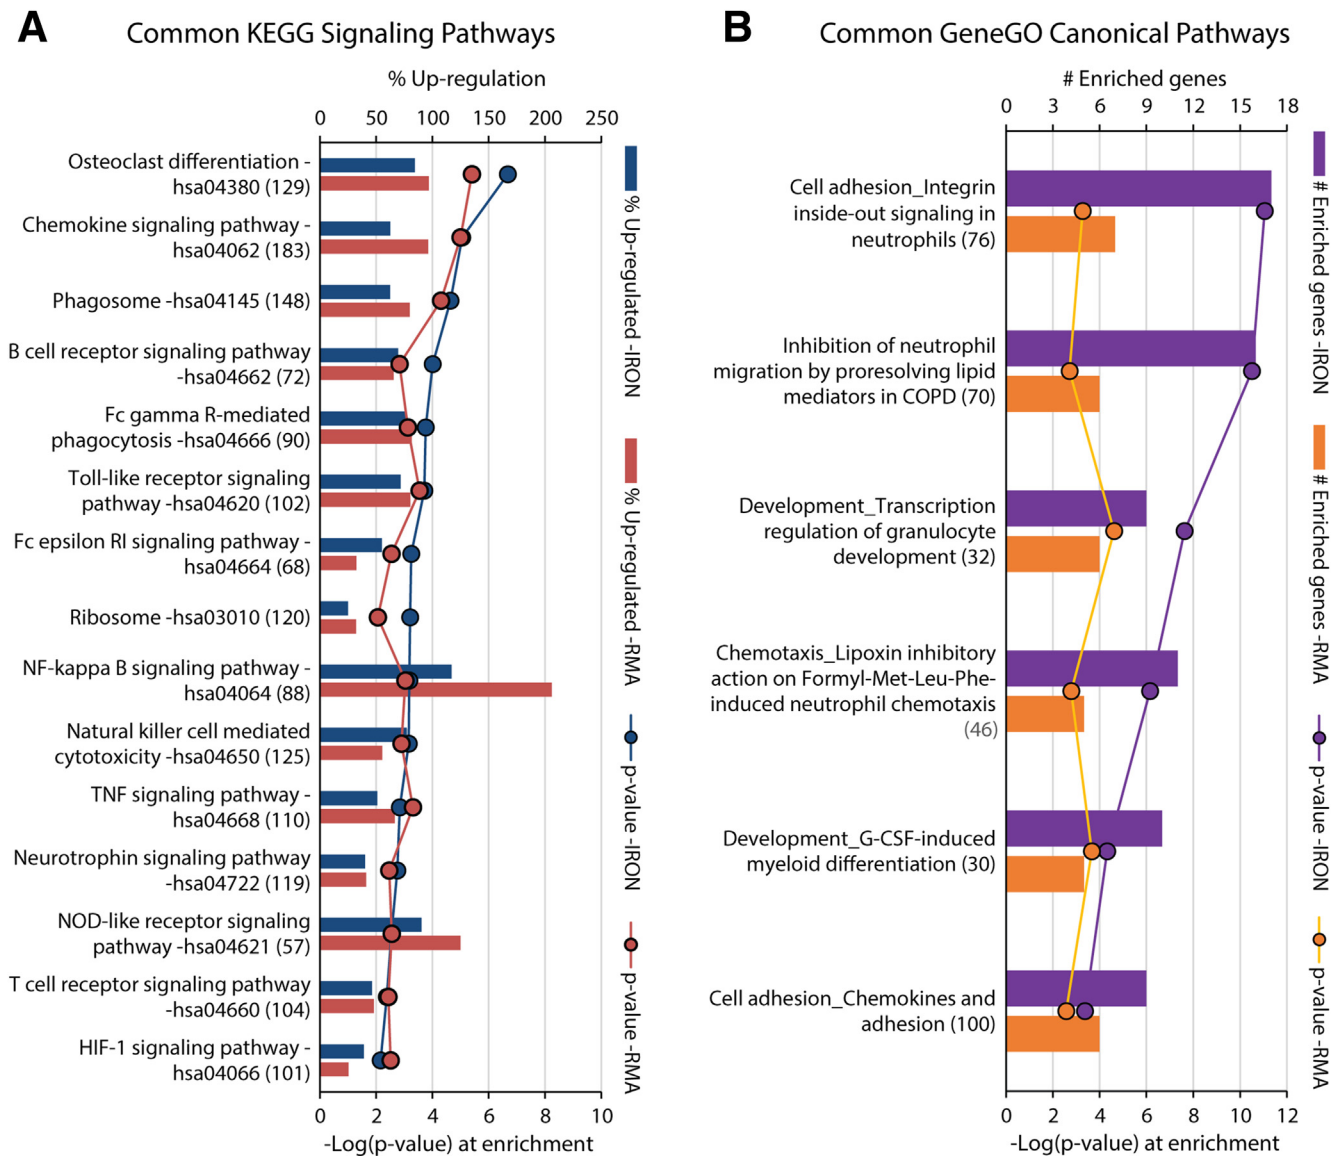 A
Common KEGG Signaling Pathways
% Up-regulation
0 50 100 150 200 250
Osteoclast differentiation -
hsa04380 (129)
Chemokine signaling pathway -
hsa04062 (183)
Phagosome -hsa04145 (148)
B cell receptor signaling pathway
-hsa04662 (72)
Fc gamma R-mediated
phagocytosis -hsa04666 (90)
Toll-like receptor signaling
pathway -hsa04620 (102)
Fc epsilon RI signaling pathway -
hsa04664 (68)
Ribosome -hsa03010 (120)
NF-kappa B signaling pathway -
hsa04064 (88)
Natural killer cell mediated
cytotoxicity -hsa04650 (125)
TNF signaling pathway -
hsa04668 (110)
Neurotrophin signaling pathway
-hsa04722 (119)
NOD-like receptor signaling
pathway -hsa04621 (57)
T cell receptor signaling pathway
-hsa04660 (104)
HIF-1 signaling pathway -
hsa04066 (101)
0 2 4 6 8 10
-Log(p-value) at enrichment
% Up-regulated -IRON
% Up-regulated -RMA
p-value -IRON
p-value -RMA
B
Common GeneGO Canonical Pathways
# Enriched genes
0 3 6 9 12 15 18
Cell adhesion_Integrin
inside-out signaling in
neutrophils (76)
Inhibition of neutrophil
migration by proresolving lipid
mediators in COPD (70)
Development_Transcription
regulation of granulocyte
development (32)
Chemotaxis_Lipoxin inhibitory
action on Formyl-Met-Leu-Phe-
induced neutrophil chemotaxis
(46)
Development_G-CSF-induced
myeloid differentiation (30)
Cell adhesion_Chemokines and
adhesion (100)
0 2 4 6 8 10 12
-Log(p-value) at enrichment
# Enriched genes -IRON
# Enriched genes -RMA
p-value -IRON
p-value -RMA